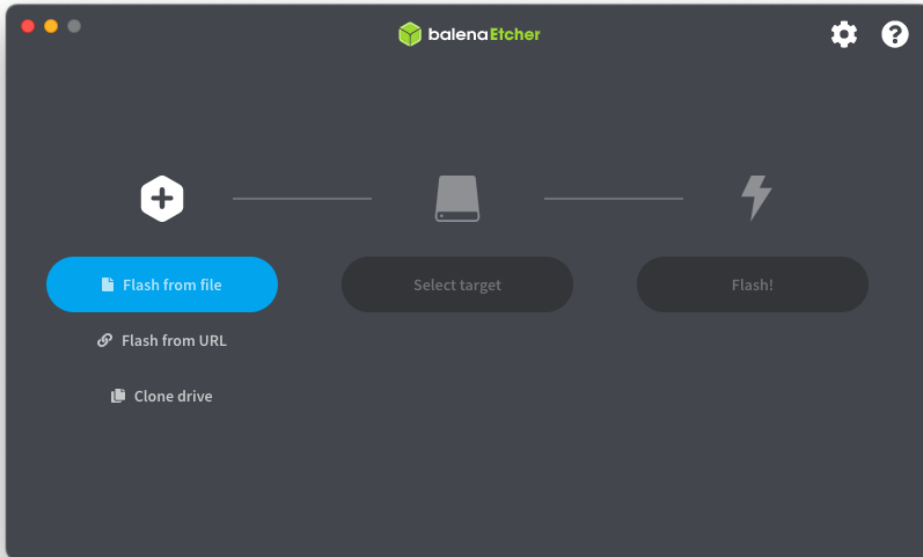 balenaEtcher
Flash from file
Select target
Flash!
Flash from URL
Clone drive